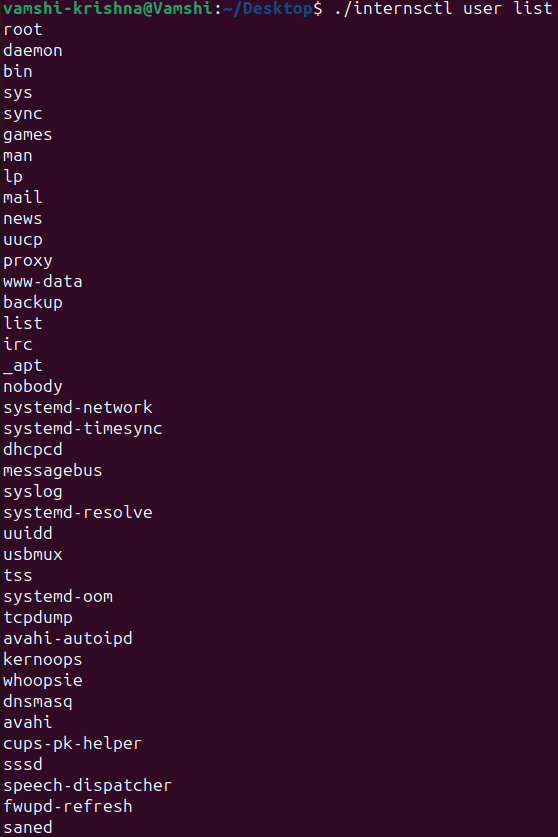 vamshi-krishna@Vamshi:~/Desktop$ ./internsctl user list
root
daemon
bin
sys
sync
games
man
lp
mail
news
uucp
proxy
www-data
backup
list
irc
_apt
nobody
systemd-network
systemd-timesync
dhcpcd
messagebus
syslog
systemd-resolve
uuidd
usbmux
tss
systemd-oom
tcpdump
avahi-autoipd
kernoops
whoopsie
dnsmasq
avahi
cups-pk-helper
sssd
speech-dispatcher
fwupd-refresh
saned